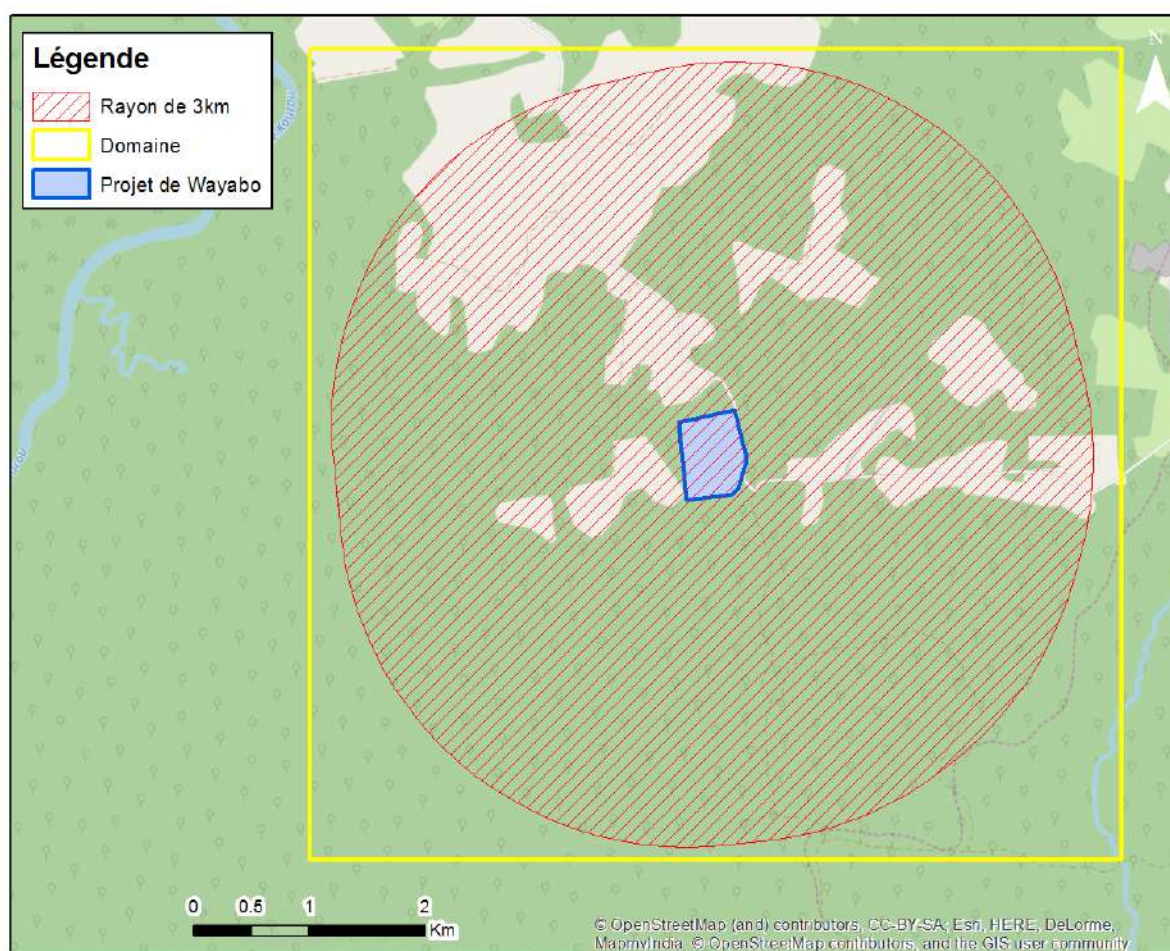 Légende
Rayon de 3km
Domaine
Projet de Wayabo
N
Kourou
0 0.5 1 2
Km
© OpenStreetMap (and) contributors, CC-BY-SA; Esri, HERE, DeLorme,
MapmyIndia, © OpenStreetMap contributors, and the GIS user community